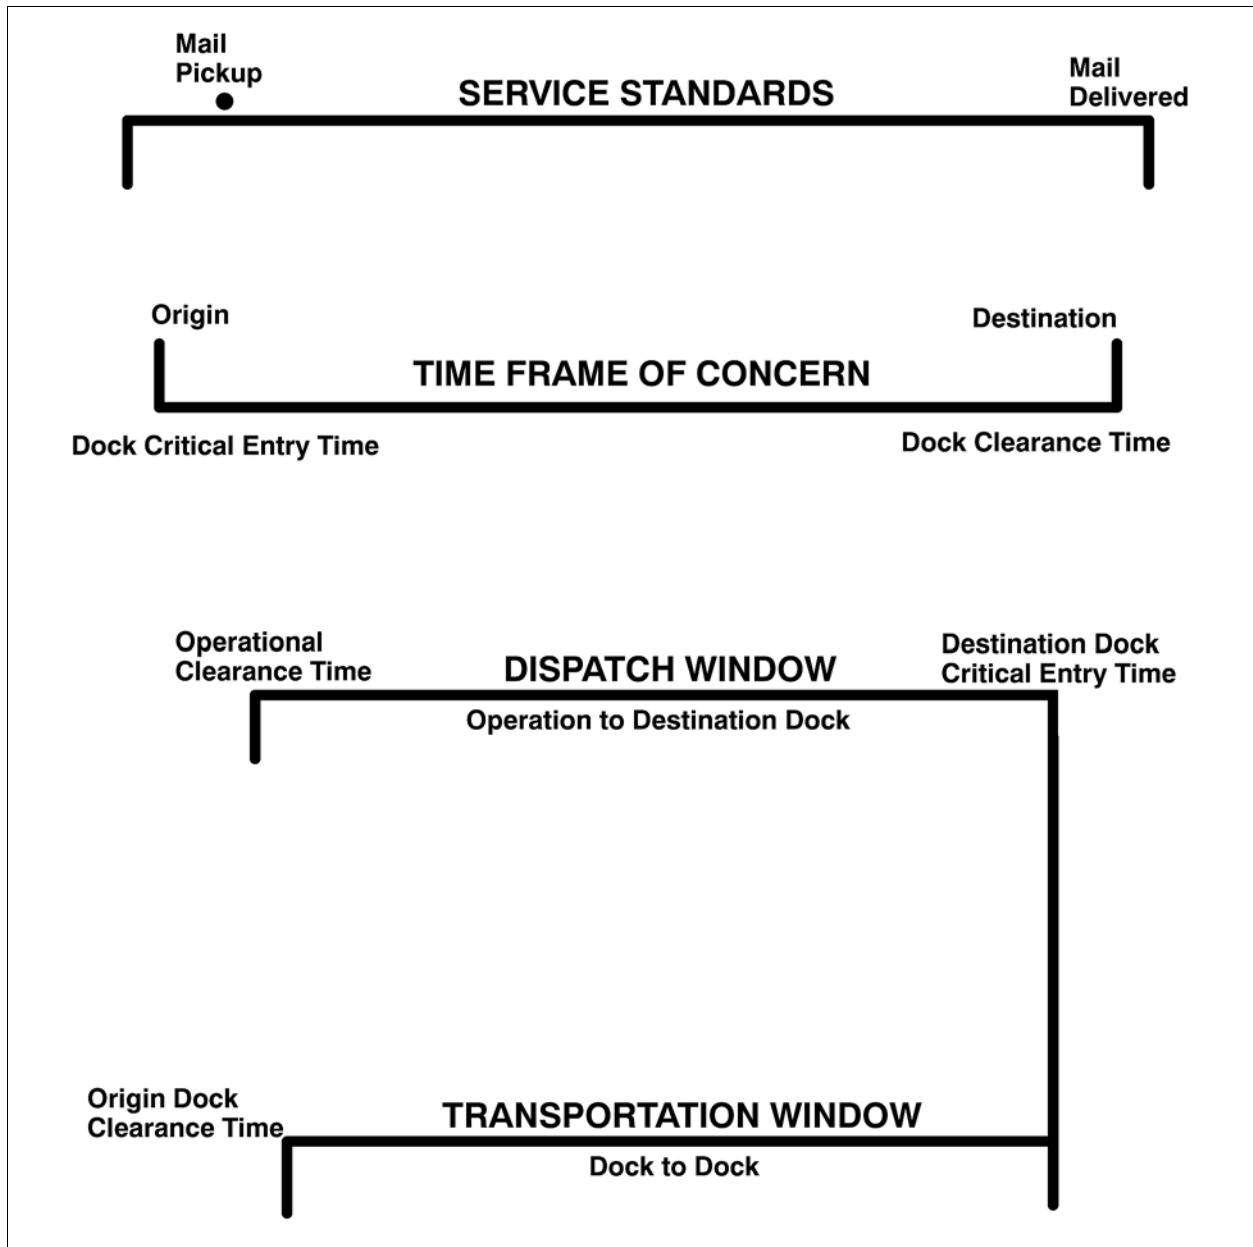 Mail
Pickup
SERVICE STANDARDS
Mail
Delivered
Origin
Destination
TIME FRAME OF CONCERN
Dock Critical Entry Time
Dock Clearance Time
Operational
Clearance Time
DISPATCH WINDOW
Destination Dock
Critical Entry Time
Operation to Destination Dock
Origin Dock
Clearance Time
TRANSPORTATION WINDOW
Dock to Dock